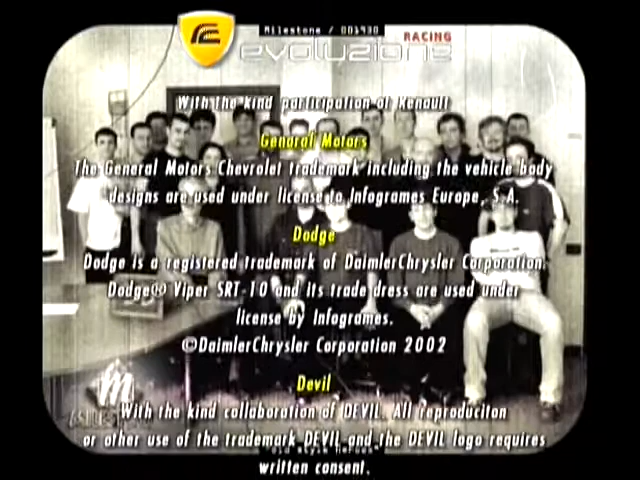 Milestone / 001930
RACING
evoluzione
With the kind participation of Renault
General Motors
The General Motors Chevrolet trademark including the vehicle body
designs are used under license to Infogrames Europe, S.A.
Dodge
Dodge is a registered trademark of DaimlerChrysler Corporation.
Dodge® Viper SRT-10 and its trade dress are used under
license by Infogrames.
©DaimlerChrysler Corporation 2002
Devil
With the kind collaboration of DEVIL. All reproduciton
or other use of the trademark DEVIL and the DEVIL logo requires
"old style heroes"
written consent.